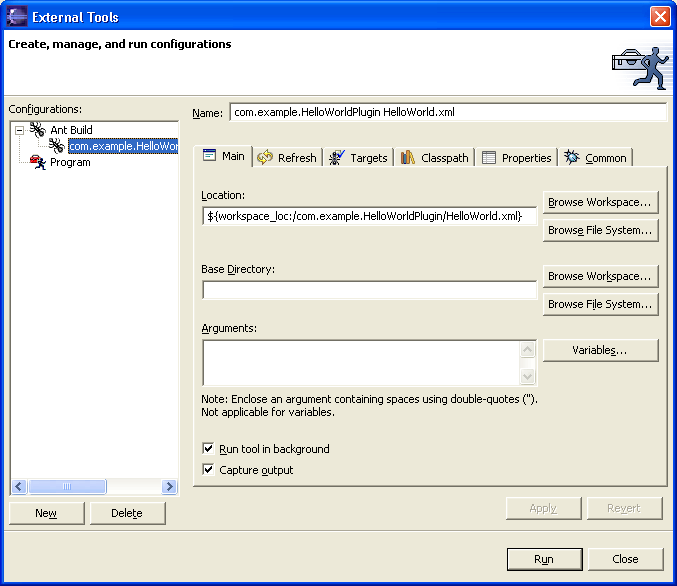 External Tools
Create, manage, and run configurations
Configurations:
Ant Build
com.example.HelloWor
Program
New
Delete
Name:
com.example.HelloWorldPlugin HelloWorld.xml
Main
Refresh
Targets
Classpath
Properties
Common
Location:
${workspace_loc:/com.example.HelloWorldPlugin/HelloWorld.xml}
Browse Workspace...
Browse File System...
Base Directory:
Browse Workspace...
Browse File System...
Arguments:
Variables...
Note: Enclose an argument containing spaces using double-quotes (").
Not applicable for variables.
Run tool in background
Capture output
Apply
Revert
Run
Close